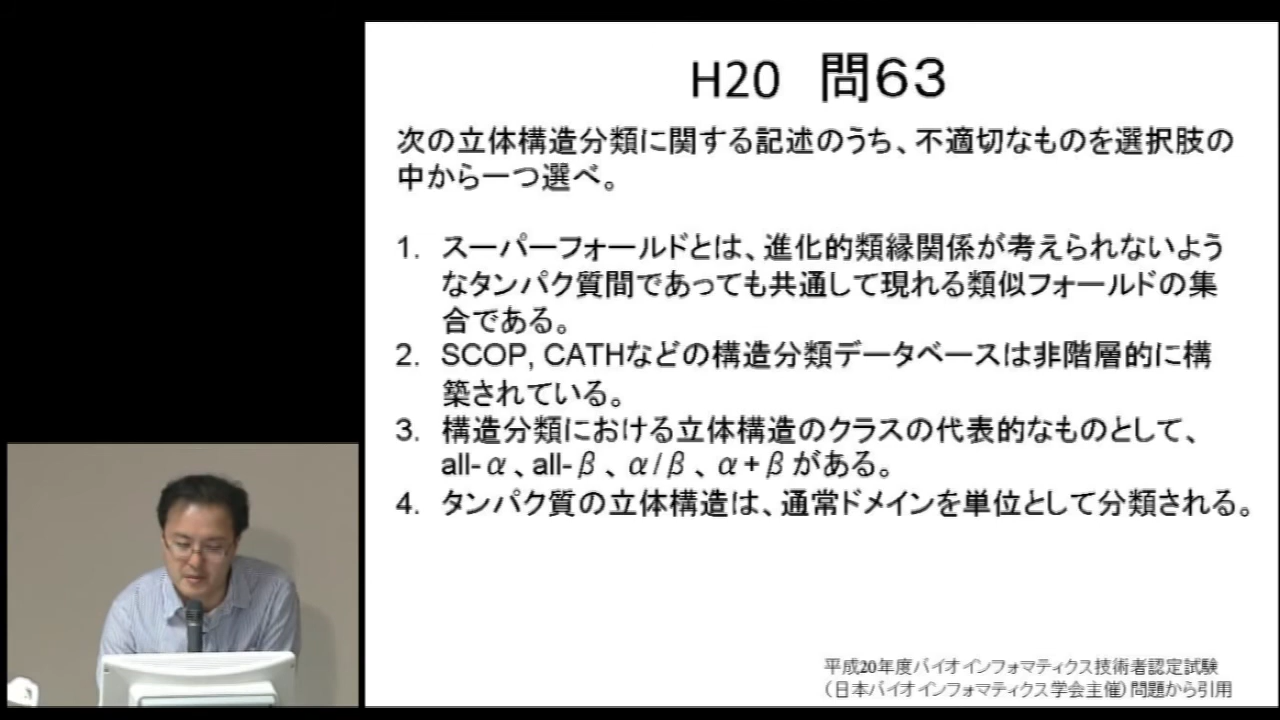 H20 問63
次の立体構造分類に関する記述のうち、不適切なものを選択肢の
中から一つ選べ。
1. スーパーフォールドとは、進化的類縁関係が考えられないよう
なタンパク質間であっても共通して現れる類似フォールドの集
合である。
2. SCOP, CATHなどの構造分類データベースは非階層的に構
築されている。
3. 構造分類における立体構造のクラスの代表的なものとして、
all-α、all-β、α/β、α+βがある。
4. タンパク質の立体構造は、通常ドメインを単位として分類される。
平成20年度バイオインフォマティクス技術者認定試験
（日本バイオインフォマティクス学会主催）問題から引用